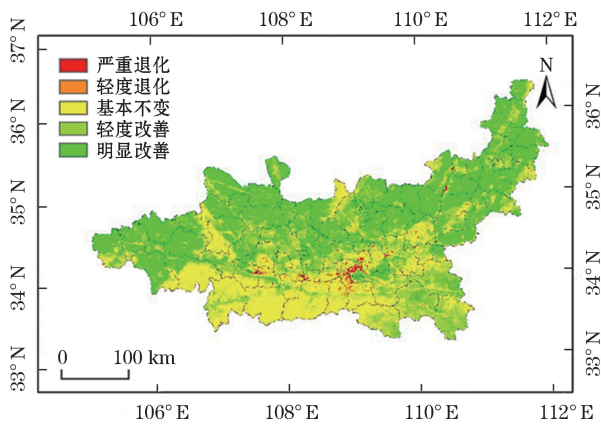 106° E 108° E 110° E 112° E
37° N
36° N
35° N
34° N
33° N
严重退化
轻度退化
基本不变
轻度改善
明显改善
N
36° N
35° N
34° N
33° N
0 100 km
106° E 108° E 110° E 112° E